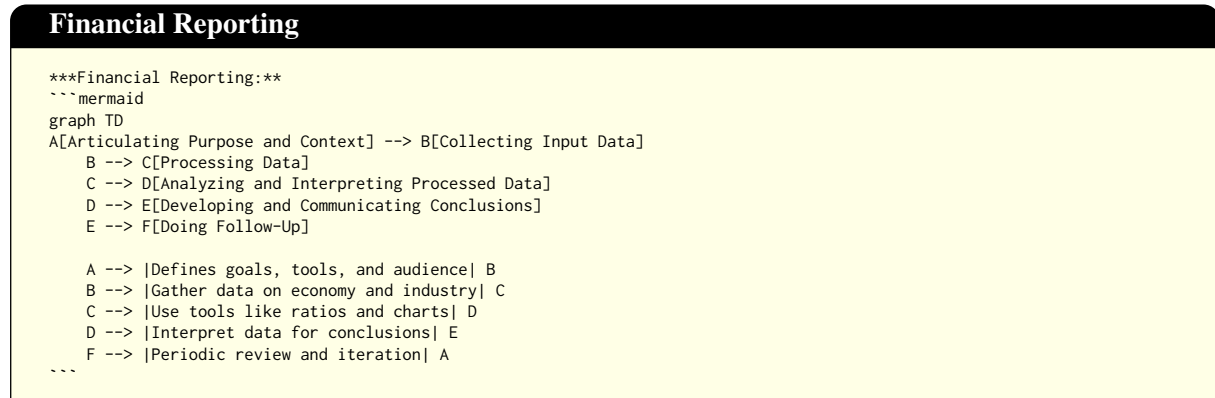 Financial Reporting
***Financial Reporting:**
```mermaid
graph TD
A[Articulating Purpose and Context] --> B[Collecting Input Data]
    B --> C[Processing Data]
    C --> D[Analyzing and Interpreting Processed Data]
    D --> E[Developing and Communicating Conclusions]
    E --> F[Doing Follow-Up]

    A --> |Defines goals, tools, and audience| B
    B --> |Gather data on economy and industry| C
    C --> |Use tools like ratios and charts| D
    D --> |Interpret data for conclusions| E
    F --> |Periodic review and iteration| A
```